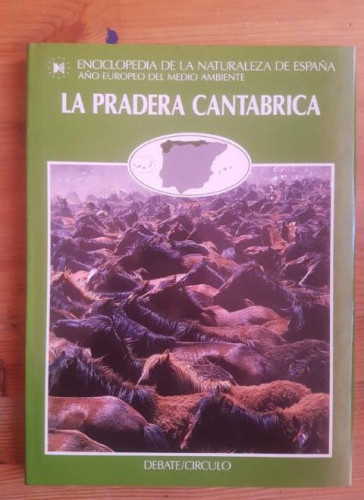 ENCICLOPEDIA DE LA NATURALEZA DE ESPAÑA
AÑO EUROPEO DEL MEDIO AMBIENTE
LA PRADERA CANTABRICA
DEBATE/CIRCULO